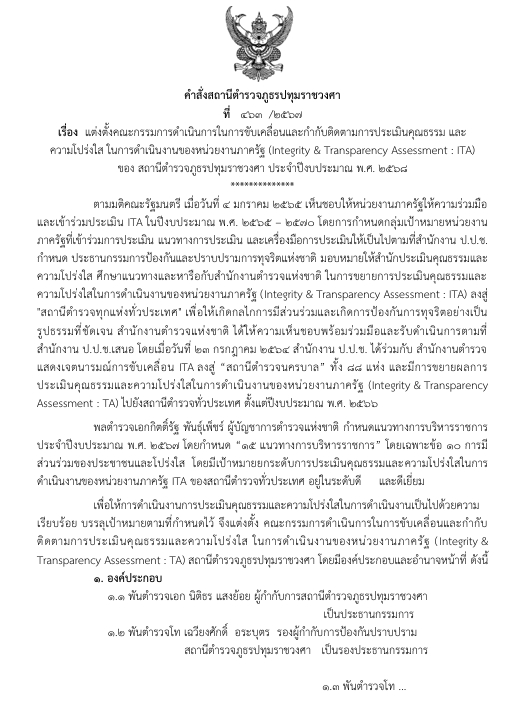 คำสั่งสถานีตำรวจภูธรปทุมราชวงศา
ที่ ๔๖๓ /๒๕๖๗
เรื่อง แต่งตั้งคณะกรรมการดำเนินการในการขับเคลื่อนและกำกับติดตามการประเมินคุณธรรม และ
ความโปร่งใส ในการดำเนินงานของหน่วยงานภาครัฐ (Integrity & Transparency Assessment : ITA)
ของ สถานีตำรวจภูธรปทุมราชวงศา ประจำปีงบประมาณ พ.ศ. ๒๕๖๘
**************
ตามมติคณะรัฐมนตรี เมื่อวันที่ ๔ มกราคม ๒๕๖๕ เห็นชอบให้หน่วยงานภาครัฐให้ความร่วมมือ
และเข้าร่วมประเมิน ITA ในปีงบประมาณ พ.ศ. ๒๕๖๕ – ๒๕๗๐ โดยการกำหนดกลุ่มเป้าหมายหน่วยงาน
ภาครัฐที่เข้าร่วมการประเมิน แนวทางการประเมิน และเครื่องมือการประเมินให้เป็นไปตามที่สำนักงาน ป.ป.ช.
กำหนด ประธานกรรมการป้องกันและปราบปรามการทุจริตแห่งชาติ มอบหมายให้สำนักประเมินคุณธรรมและ
ความโปร่งใส ศึกษาแนวทางและหารือกับสำนักงานตำรวจแห่งชาติ ในการขยายการประเมินคุณธรรมและ
ความโปร่งใสในการดำเนินงานของหน่วยงานภาครัฐ (Integrity & Transparency Assessment : ITA) ลงสู่
"สถานีตำรวจทุกแห่งทั่วประเทศ" เพื่อให้เกิดกลไกการมีส่วนร่วมและเกิดการป้องกันการทุจริตอย่างเป็น
รูปธรรมที่ชัดเจน สำนักงานตำรวจแห่งชาติ ได้ให้ความเห็นชอบพร้อมร่วมมือและรับดำเนินการตามที่
สำนักงาน ป.ป.ช.เสนอ โดยเมื่อวันที่ ๒๓ กรกฎาคม ๒๕๖๔ สำนักงาน ป.ป.ช. ได้ร่วมกับ สำนักงานตำรวจ
แสดงเจตนารมณ์การขับเคลื่อน ITA ลงสู่ “สถานีตำรวจนครบาล” ทั้ง ๘๘ แห่ง และมีการขยายผลการ
ประเมินคุณธรรมและความโปร่งใสในการดำเนินงานของหน่วยงานภาครัฐ (Integrity & Transparency
Assessment : TA) ไปยังสถานีตำรวจทั่วประเทศ ตั้งแต่ปีงบประมาณ พ.ศ. ๒๕๖๖
พลตำรวจเอกกิตติ์รัฐ พันธุ์เพ็ชร์ ผู้บัญชาการตำรวจแห่งชาติ กำหนดแนวทางการบริหารราชการ
ประจำปีงบประมาณ พ.ศ. ๒๕๖๗ โดยกำหนด “๑๕ แนวทางการบริหารราชการ” โดยเฉพาะข้อ ๑๐ การมี
ส่วนร่วมของประชาชนและโปร่งใส โดยมีเป้าหมายยกระดับการประเมินคุณธรรมและความโปร่งใสในการ
ดำเนินงานของหน่วยงานภาครัฐ ITA ของสถานีตำรวจทั่วประเทศ อยู่ในระดับดี และดีเยี่ยม
เพื่อให้การดำเนินงานการประเมินคุณธรรมและความโปร่งใสในการดำเนินงานเป็นไปด้วยความ
เรียบร้อย บรรลุเป้าหมายตามที่กำหนดไว้ จึงแต่งตั้ง คณะกรรมการดำเนินการในการขับเคลื่อนและกำกับ
ติดตามการประเมินคุณธรรมและความโปร่งใส ในการดำเนินงานของหน่วยงานภาครัฐ (Integrity &
Transparency Assessment : TA) สถานีตำรวจภูธรปทุมราชวงศา โดยมีองค์ประกอบและอำนาจหน้าที่ ดังนี้
๑. องค์ประกอบ
๑.๑ พันตำรวจเอก นิติธร แสงย้อย ผู้กำกับการสถานีตำรวจภูธรปทุมราชวงศา
เป็นประธานกรรมการ
๑.๒ พันตำรวจโท เฉวียงศักดิ์ อระบุตร รองผู้กำกับการป้องกันปราบปราม
สถานีตำรวจภูธรปทุมราชวงศา เป็นรองประธานกรรมการ
๑.๓ พันตำรวจโท ...